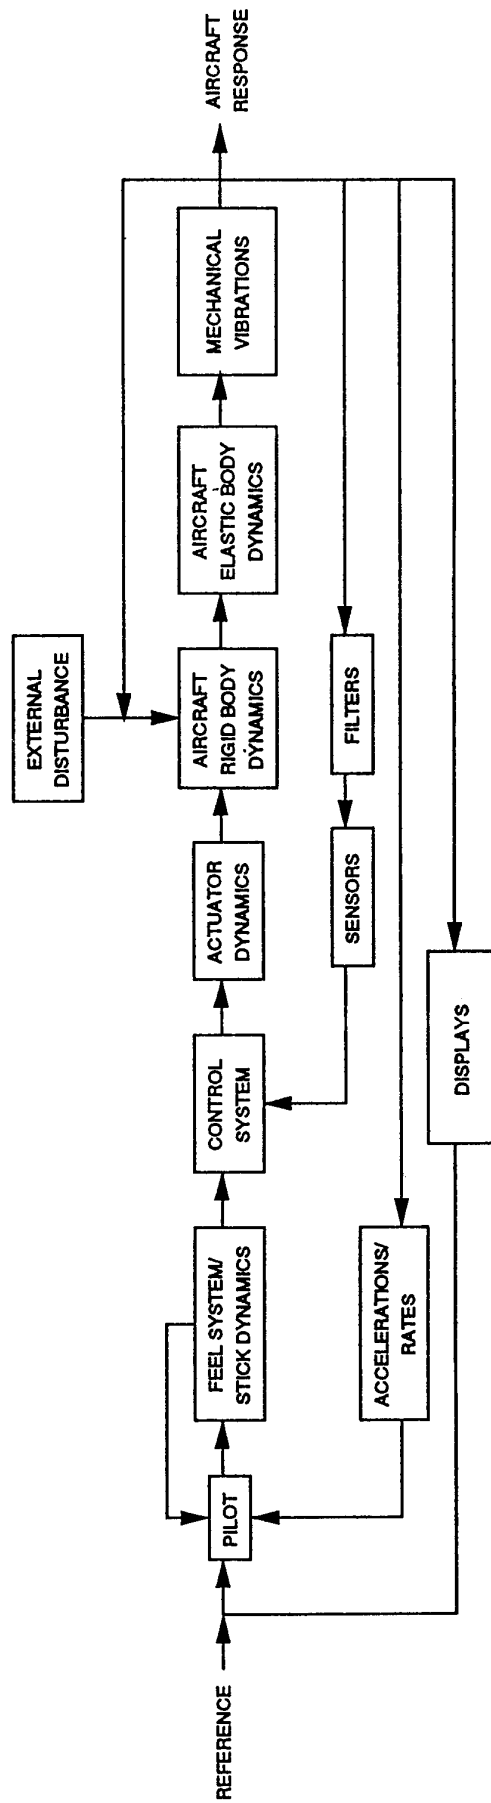 REFERENCE
PILOT
FEEL SYSTEM/
STICK DYNAMICS
CONTROL
SYSTEM
ACTUATOR
DYNAMICS
EXTERNAL
DISTURBANCE
AIRCRAFT
RIGID BODY
DYNAMICS
AIRCRAFT
ELASTIC BODY
DYNAMICS
MECHANICAL
VIBRATIONS
AIRCRAFT
RESPONSE
SENSORS
FILTERS
ACCELERATIONS/
RATES
DISPLAYS